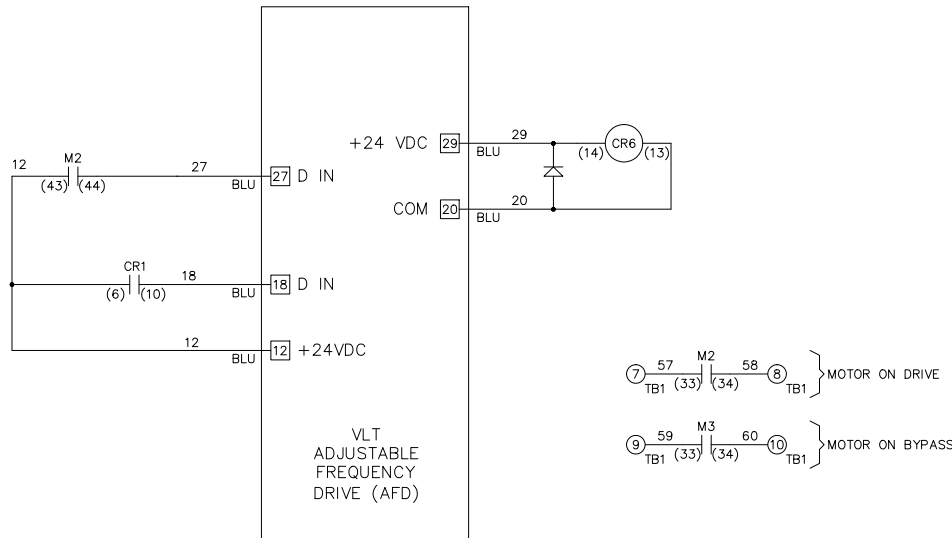 +24 VDC 29 29 BLU CR6 (14) (13)
12 M2 (43) (44) 27 BLU 27 D IN
COM 20 20 BLU
CR1 (6) (10) 18 BLU 18 D IN
12 BLU 12 +24VDC
7 TB1 57 M2 (33) (34) 58 8 TB1 MOTOR ON DRIVE
9 TB1 59 M3 (33) (34) 60 10 TB1 MOTOR ON BYPASS
VLT
ADJUSTABLE
FREQUENCY
DRIVE (AFD)